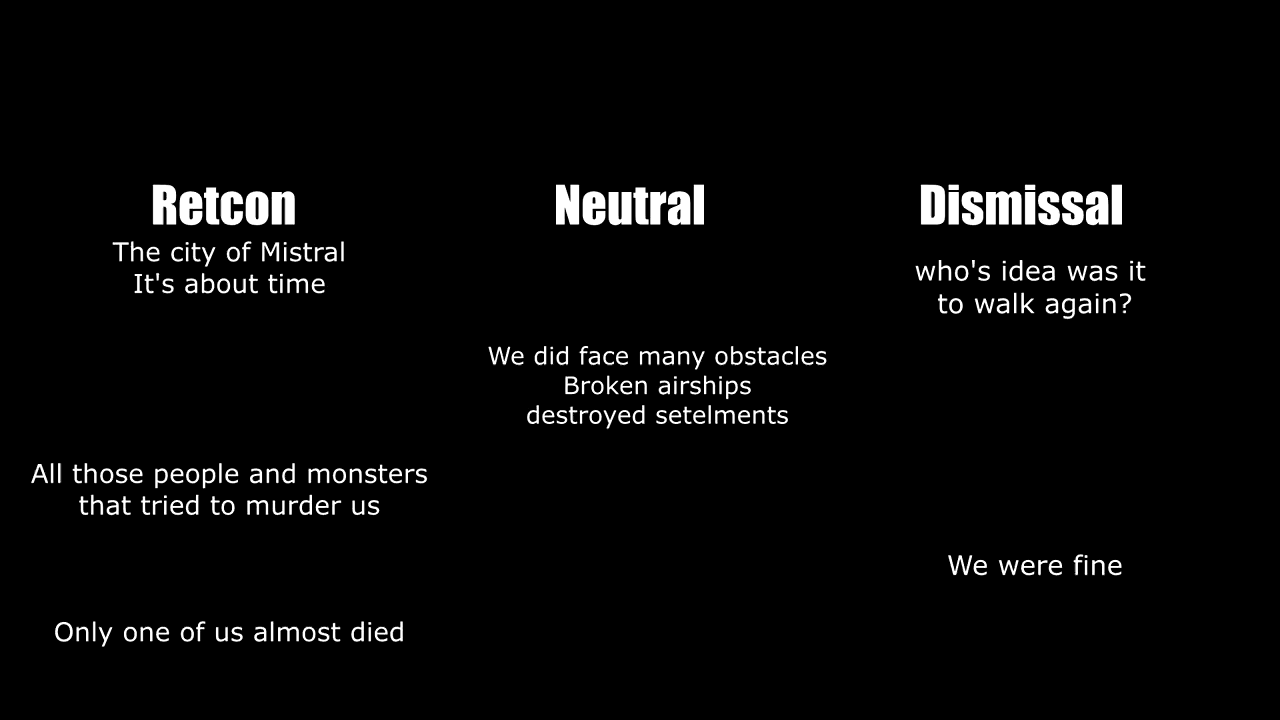 Retcon
Neutral
Dismissal
The city of Mistral
It's about time
who's idea was it
to walk again?
We did face many obstacles
Broken airships
destroyed setelments
All those people and monsters
that tried to murder us
We were fine
Only one of us almost died